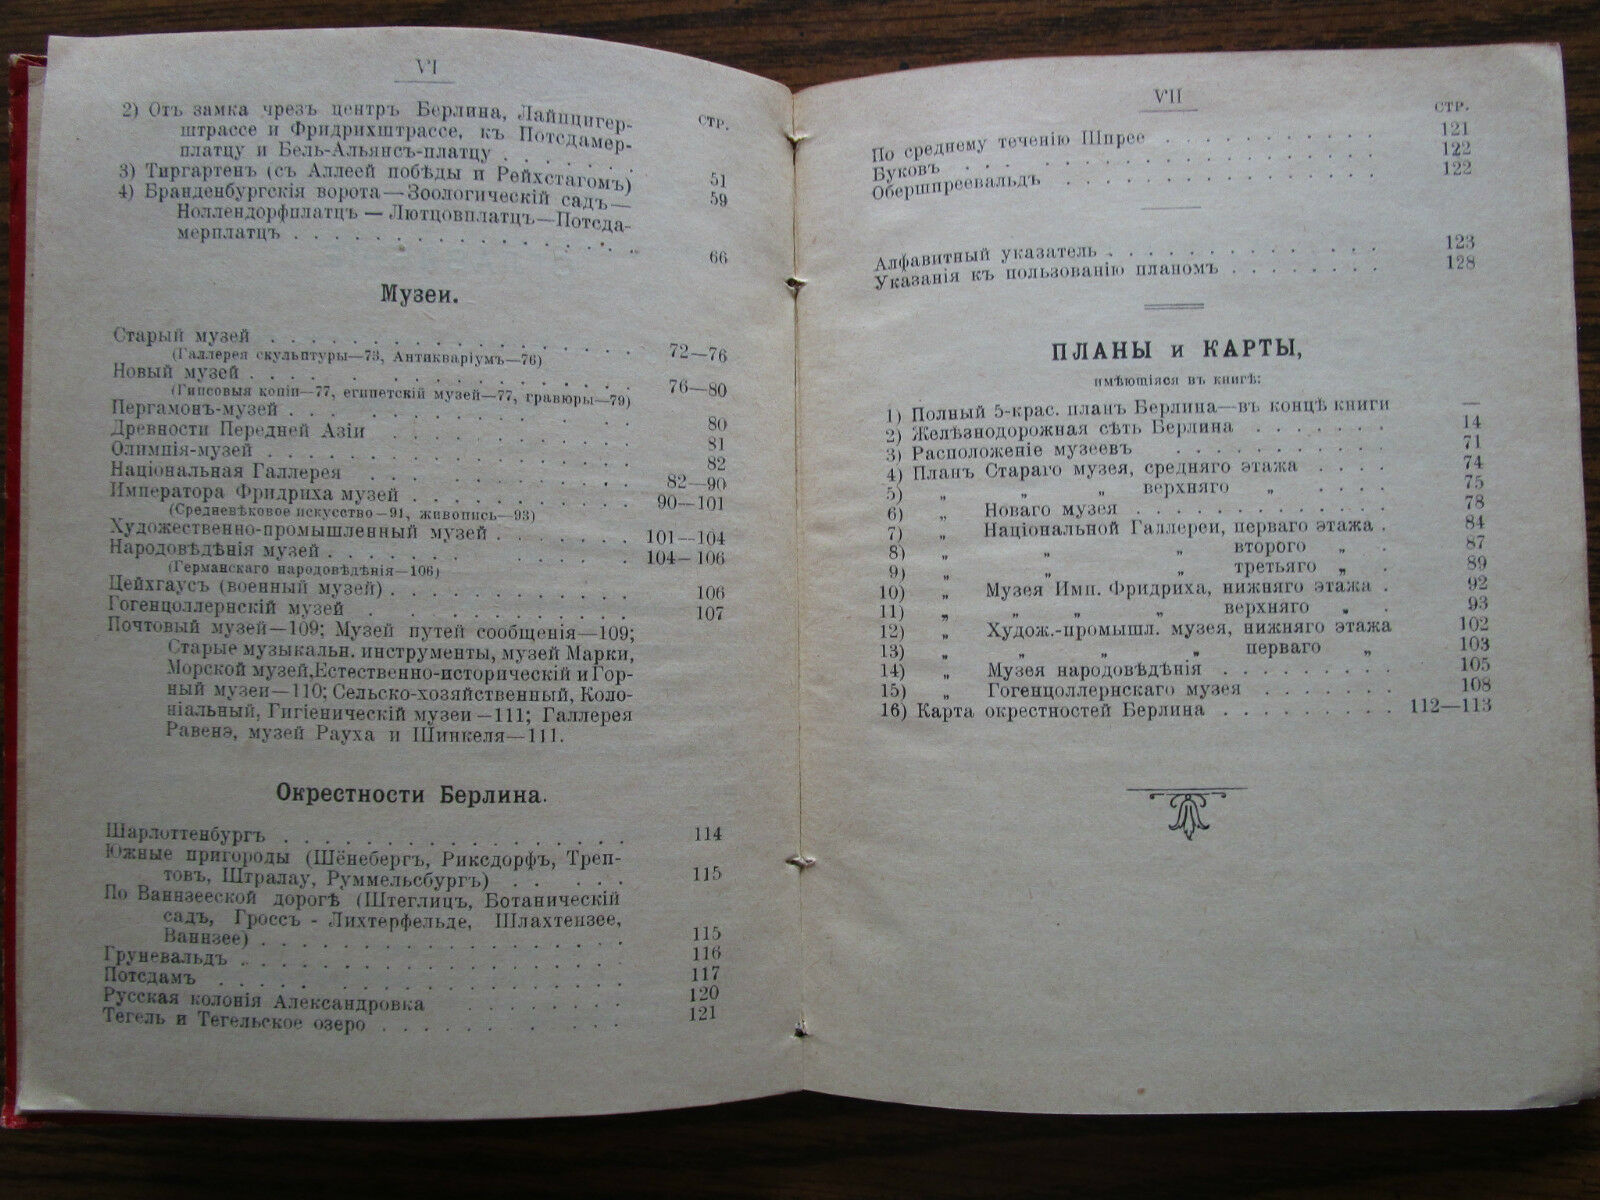 VI
СТР.
2) Отъ замка чрезъ центръ Берлина, Лайпцигер-
штрассе и Фридрихштрассе, къ Потсдамер-
платцу и Бель-Альянсъ-платцу . . . . . . 51
3) Тиргартен (съ Аллеей побѣды и Рейхстагомъ) 59
4) Бранденбургскія ворота—Зоологическій садъ—
Ноллендорфплатцъ — Лютцовплатцъ—Потсда-
мерплатцъ . . . . . . . . . . . . . . . 66
Музеи.
Старый музей . . . . . . . . . . . . . . 72—76
(Галлерея скульптуры—73, Антикваріумъ—76)
Новый музей . . . . . . . . . . . . . . 76—80
(Гипсовыя копіи—77, египетскій музей—77, гравюры—79)
Пергамонъ-музей . . . . . . . . . . . . 80
Древности Передней Азіи . . . . . . . . 81
Олимпія-музей . . . . . . . . . . . . . 82
Національная Галлерея . . . . . . . . . 82—90
Императора Фридриха музей . . . . . . . 90—101
(Средневѣковое искусство—91, живопись—93)
Художественно-промышленный музей . . . . 101—104
Народовѣдѣнія музей . . . . . . . . . . 104—106
(Германскаго народовѣдѣнія—106)
Цейхгаусъ (военный музей) . . . . . . . 106
Гогенцоллернскій музей . . . . . . . . 107
Почтовый музей—109; Музей путей сообщенія—109;
Старые музыкальн. инструменты, музей Марки,
Морской музей,Естественно-историческій и Гор-
ный музеи—110; Сельско-хозяйственный, Коло-
ніальный, Гигіеническій музеи—111; Галлерея
Равенэ, музей Рауха и Шинкеля—111.
Окрестности Берлина.
Шарлоттенбургъ . . . . . . . . . . . . 114
Южные пригороды (Шёнебергъ, Риксдорфъ, Треп-
товъ, Штралау, Руммельсбургъ) . . . . . 115
По Ваннзееской дорогѣ (Штеглицъ, Ботаническій
садъ, Гроссъ - Лихтерфельде, Шлахтензее,
Ваннзее) . . . . . . . . . . . . . . . 115
Груневальдъ . . . . . . . . . . . . . 116
Потсдамъ . . . . . . . . . . . . . . . 117
Русская колонія Александровка . . . . . 120
Тегель и Тегельское озеро . . . . . . . 121
VII
СТР.
По среднему теченію Шпрее . . . . . . . 121
Буковъ . . . . . . . . . . . . . . . . 122
Обершпреевальдъ . . . . . . . . . . . . 122
Алфавитный указатель . . . . . . . . . 123
Указанія къ пользованію планомъ . . . . 128
ПЛАНЫ и КАРТЫ,
имѣющіяся въ книгѣ:
1) Полный 5-крас. планъ Берлина—въ концѣ книги —
2) Желѣзнодорожная сѣть Берлина . . . . 14
3) Расположеніе музеевъ . . . . . . . . 71
4) Планъ Стараго музея, средняго этажа . . . . 74
5) „ „ „ верхняго „ . . . . 75
6) „ Новаго музея . . . . . . . . . . 78
7) „ Національной Галлереи, перваго этажа . 84
8) „ „ „ второго „ . 87
9) „ „ „ третьяго „ . 89
10) „ Музея Имп. Фридриха, нижняго этажа . 92
11) „ „ „ „ верхняго „ . 93
12) „ Худож.-промышл. музея, нижняго этажа 102
13) „ „ „ „ перваго „ 103
14) „ Музея народовѣдѣнія . . . . . . . 105
15) „ Гогенцоллернскаго музея . . . . . 108
16) Карта окрестностей Берлина . . . . . 112—113